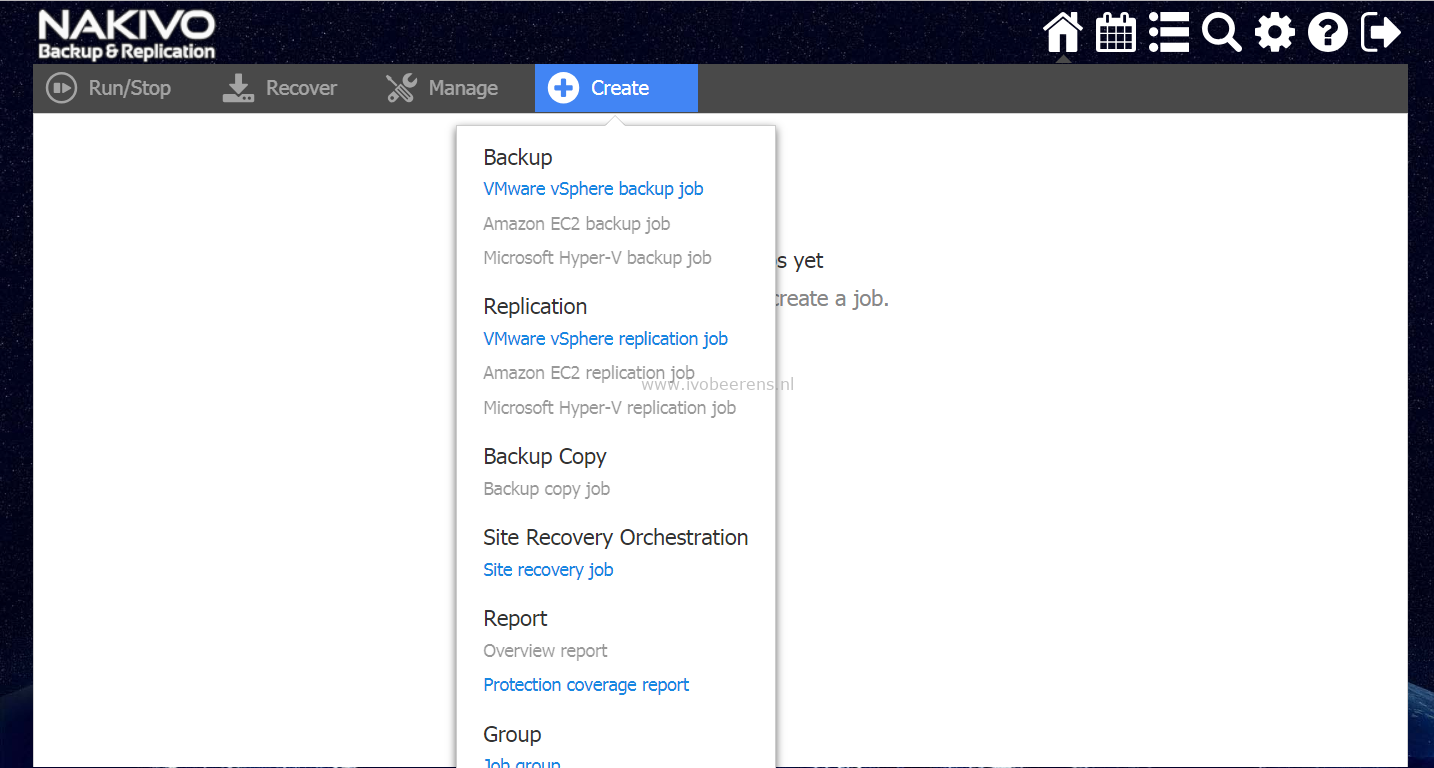 NAKIVO
Backup & Replication
Run/Stop
Recover
Manage
Create
Backup
VMware vSphere backup job
Amazon EC2 backup job
Microsoft Hyper-V backup job
yet
create a job.
Replication
VMware vSphere replication job
Amazon EC2 replication job
www.ivobeerens.nl
Microsoft Hyper-V replication job
Backup Copy
Backup copy job
Site Recovery Orchestration
Site recovery job
Report
Overview report
Protection coverage report
Group
Job group